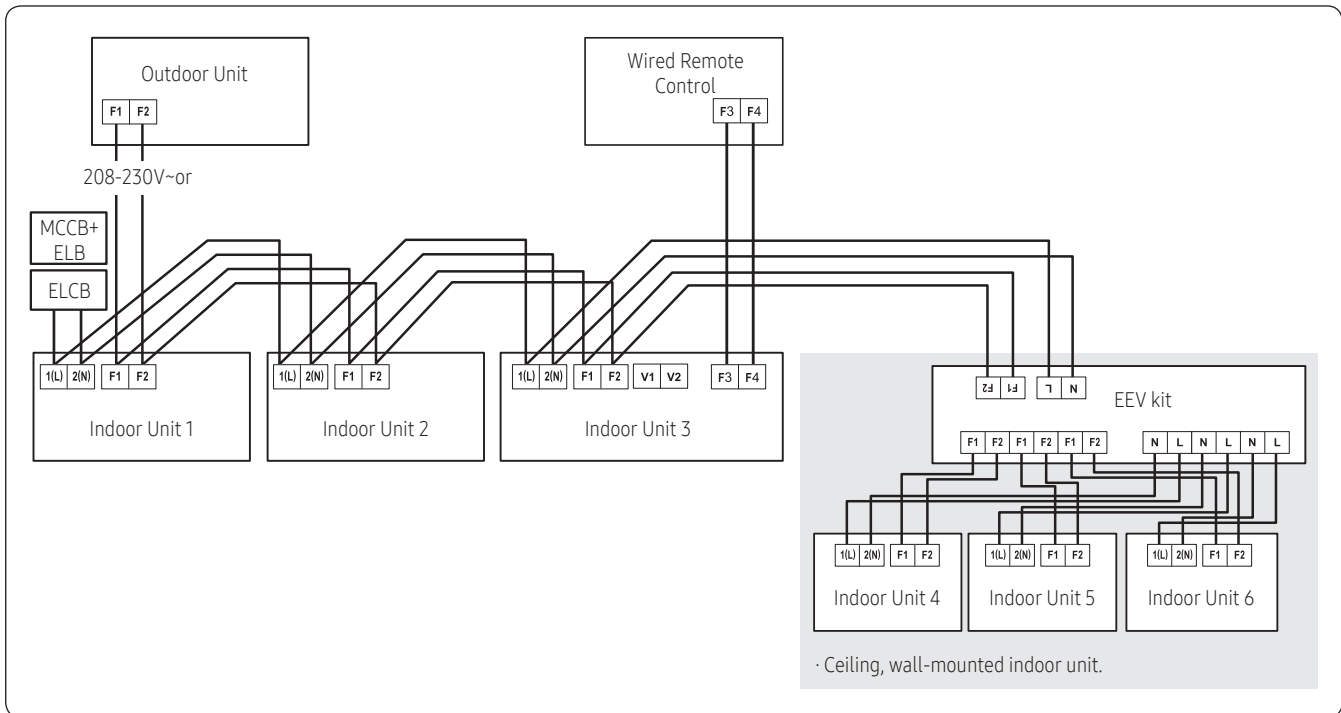 Outdoor Unit
F1 F2
Wired Remote
Control
F3 F4
208-230V~or
MCCB+
ELB
ELCB
1(L) 2(N) F1 F2
Indoor Unit 1
1(L) 2(N) F1 F2
Indoor Unit 2
1(L) 2(N) F1 F2 V1 V2 F3 F4
Indoor Unit 3
F2 F1 L N
EEV kit
F1 F2 F1 F2 F1 F2 N L N L N L
1(L) 2(N) F1 F2
Indoor Unit 4
1(L) 2(N) F1 F2
Indoor Unit 5
1(L) 2(N) F1 F2
Indoor Unit 6
· Ceiling, wall-mounted indoor unit.